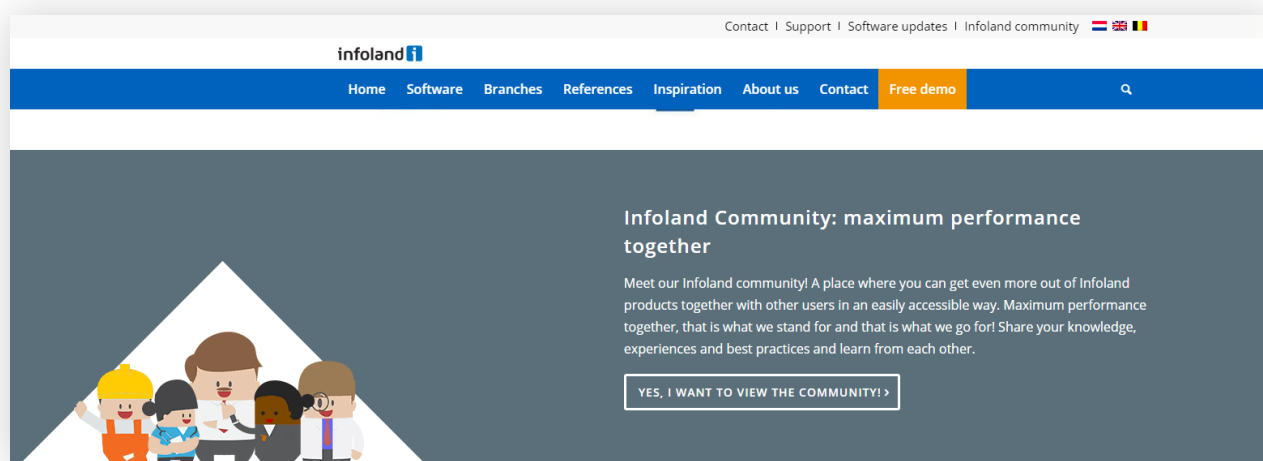 Contact | Support | Software updates | Infoland community
infoland i
Home Software Branches References Inspiration About us Contact Free demo
Infoland Community: maximum performance
together
Meet our Infoland community! A place where you can get even more out of Infoland
products together with other users in an easily accessible way. Maximum performance
together, that is what we stand for and that is what we go for! Share your knowledge,
experiences and best practices and learn from each other.
YES, I WANT TO VIEW THE COMMUNITY! ›